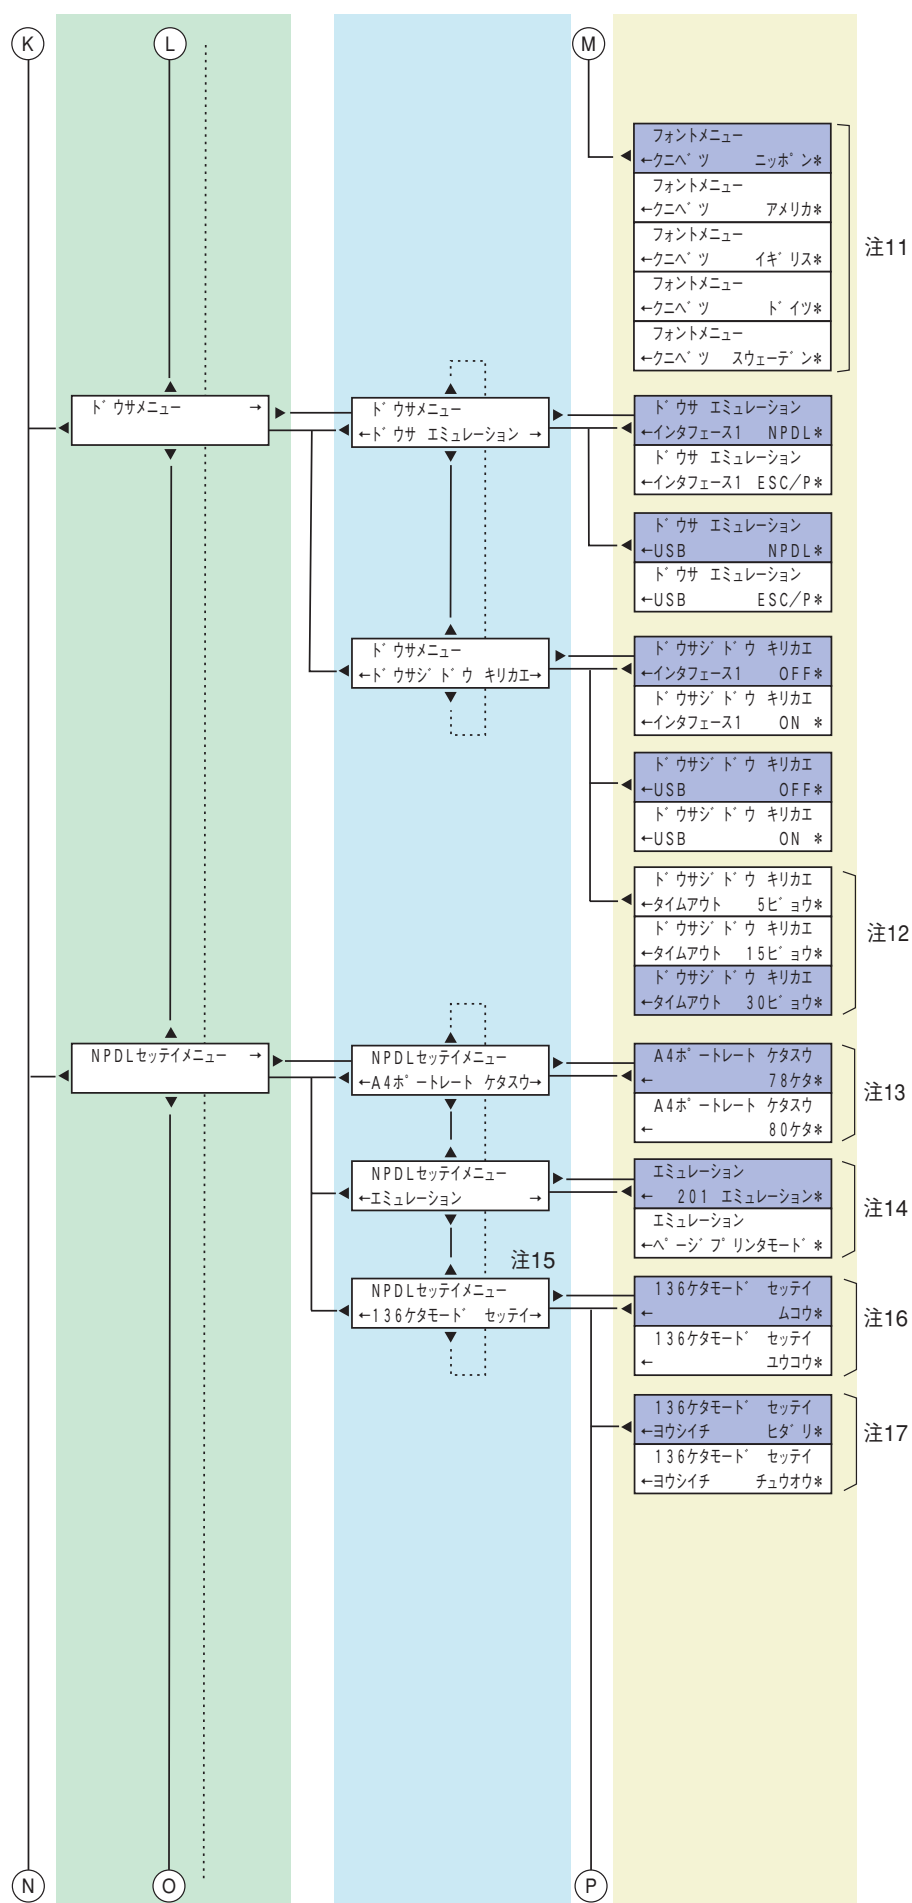 K
L
M
フォントメニュー
←クニベツ ニッポン*
フォントメニュー
←クニベツ アメリカ*
フォントメニュー
←クニベツ イギリス*
フォントメニュー
←クニベツ ドイツ*
フォントメニュー
←クニベツ スウェーデン*
注11
ドウサメニュー →
ドウサメニュー
←ドウサ エミュレーション →
ドウサ エミュレーション
←インタフェース1 NPDL*
ドウサ エミュレーション
←インタフェース1 ESC/P*
ドウサ エミュレーション
←USB NPDL*
ドウサ エミュレーション
←USB ESC/P*
ドウサメニュー
←ドウサジドウ キリカエ→
ドウサジドウ キリカエ
←インタフェース1 OFF*
ドウサジドウ キリカエ
←インタフェース1 ON *
ドウサジドウ キリカエ
←USB OFF*
ドウサジドウ キリカエ
←USB ON *
ドウサジドウ キリカエ
←タイムアウト 5ビョウ*
ドウサジドウ キリカエ
←タイムアウト 15ビョウ*
ドウサジドウ キリカエ
←タイムアウト 30ビョウ*
注12
NPDLセッテイメニュー →
NPDLセッテイメニュー
←A4ポートレート ケタスウ→
A4ポートレート ケタスウ
← 78ケタ*
A4ポートレート ケタスウ
← 80ケタ*
注13
NPDLセッテイメニュー
←エミュレーション →
エミュレーション
← 201 エミュレーション*
エミュレーション
←ページプリンタモード*
注14
注15
NPDLセッテイメニュー
←136ケタモード セッテイ→
136ケタモード セッテイ
← ムコウ*
136ケタモード セッテイ
← ユウコウ*
注16
136ケタモード セッテイ
←ヨウシイチ ヒダリ*
136ケタモード セッテイ
←ヨウシイチ チュウオウ*
注17
N
O
P